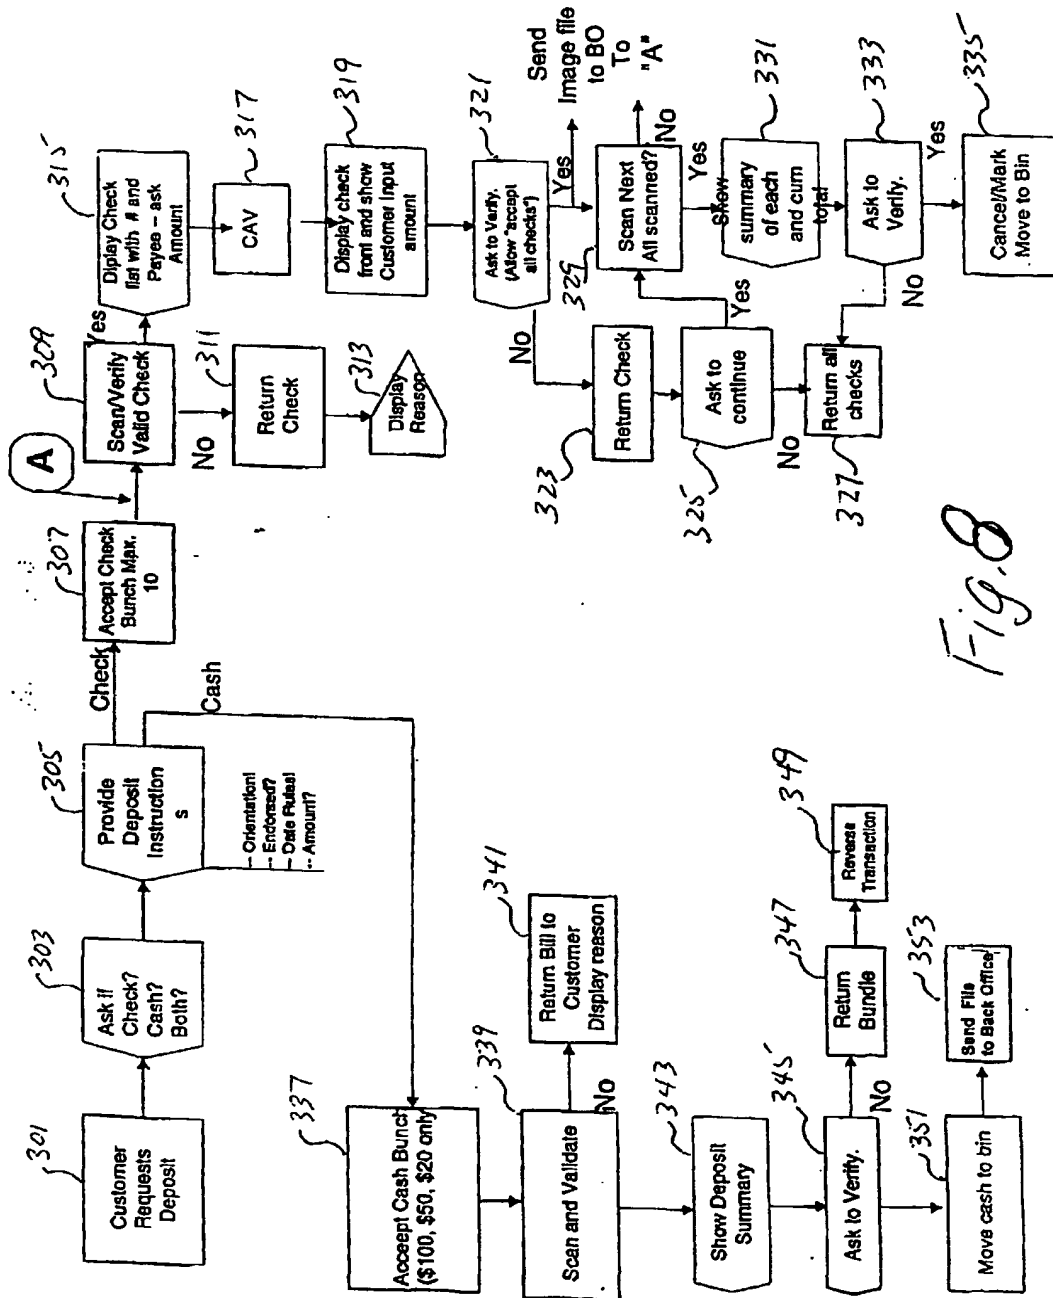 301
Customer
Requests
Deposit
303
Ask if
Check?
Cash?
Both?
305
Provide
Deposit
Instruction
s
-- Orientation!
-- Endorsed?
-- Date Rules!
-- Amount?
Check
Cash
307
Accept Check
Bunch Max.
10
A
309
Scan/Verify
Valid Check
Yes
No
311
Return
Check
313
Display
Reason
315
Diplay Check
list with # and
Payee – ask
Amount
317
CAV
319
Display check
front and show
Customer Input
amount
321
Ask to Verify.
(Allow "accept
all checks")
Yes
No
Send
Image file
to BO
To
"A"
323
Return Check
325
Ask to
continue
Yes
No
327
Return all
checks
329
Scan Next
All scanned?
No
Yes
331
Show
summary
of each
and cum
total
333
Ask to
Verify.
No
Yes
335
Cancel/Mark
Move to Bin
337
Acceept Cash Bunch
($100, $50, $20 only)
339
Scan and Validate
No
341
Return Bill to
Customer
Display reason
343
Show Deposit
Summary
345
Ask to Verify.
No
347
Return
Bundle
349
Reverse
Transaction
351
Move cash to bin
353
Send File
to Back Office
Fig. 8